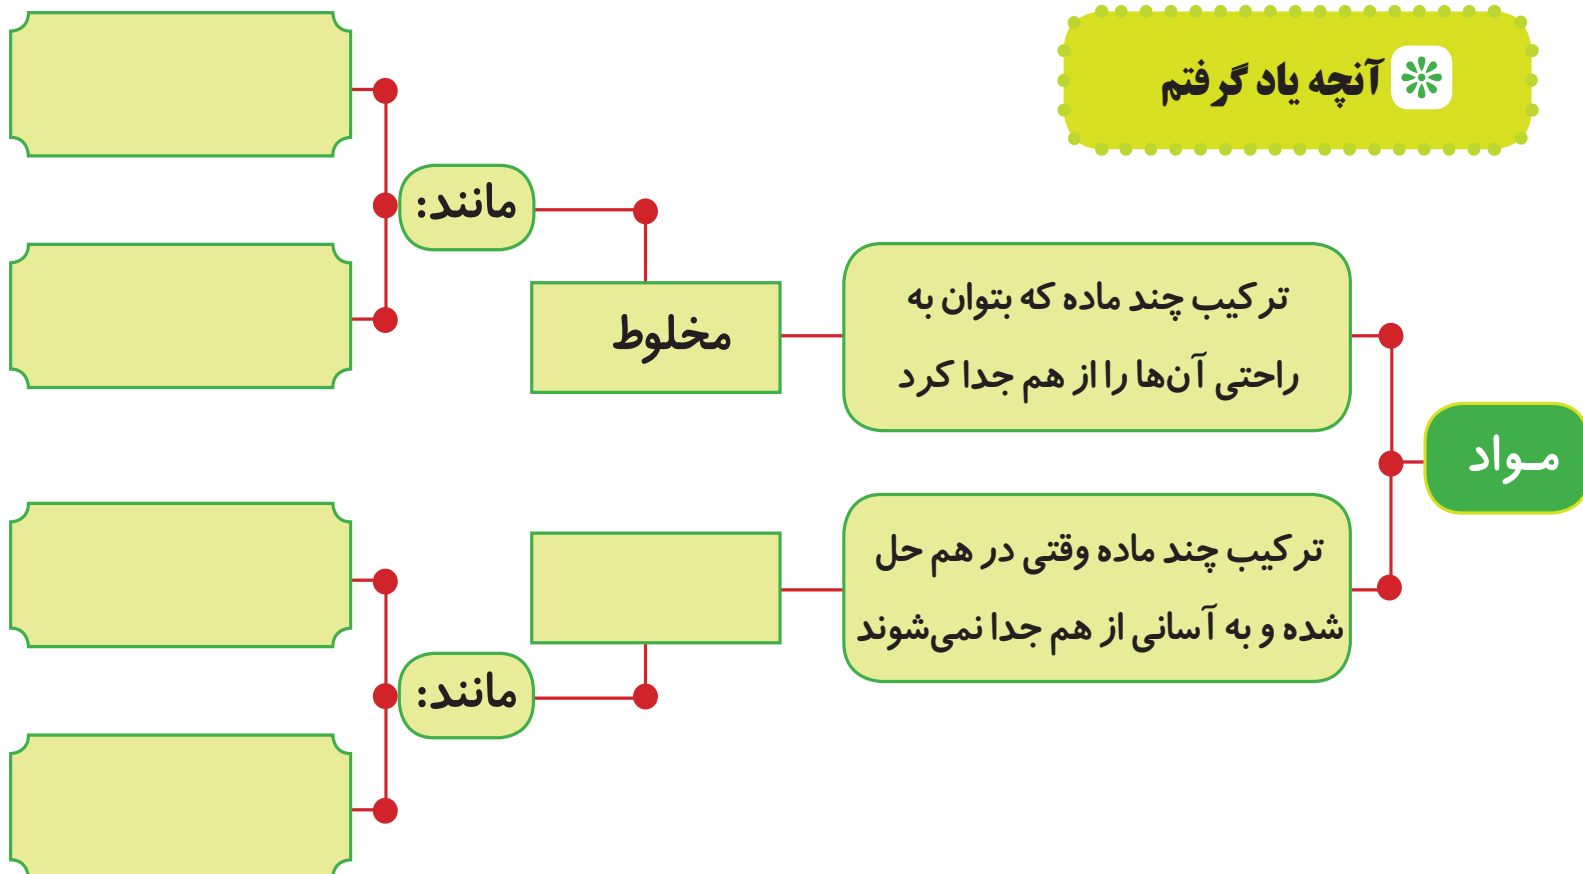 آنچه یاد گرفتم
مـواد
ترکیب چند ماده که بتوان به
راحتی آن‌ها را از هم جدا کرد
مخلوط
مانند:
ترکیب چند ماده وقتی در هم حل
شده و به آسانی از هم جدا نمی‌شوند
مانند: